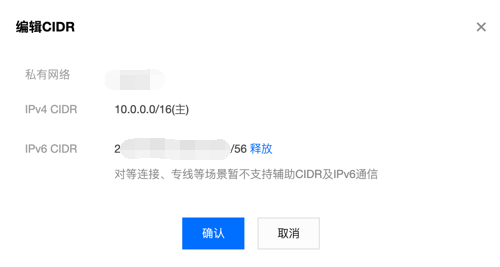 编辑CIDR
私有网络
IPv4 CIDR 10.0.0.0/16(主)
IPv6 CIDR 2 /56 释放
对等连接、专线等场景暂不支持辅助CIDR及IPv6通信
确认 取消